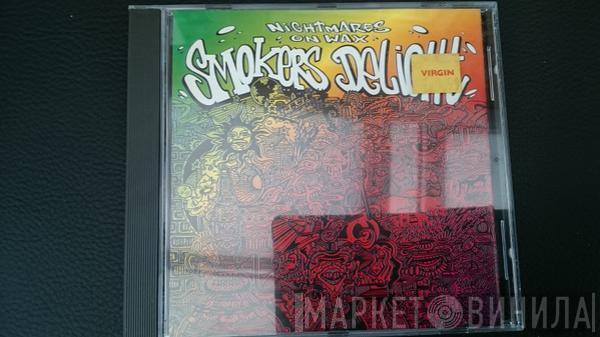 NIGHTMARES
ON WAX
SMOKERS DELIGHT
VIRGIN
МАРКЕТ ВИНИЛА